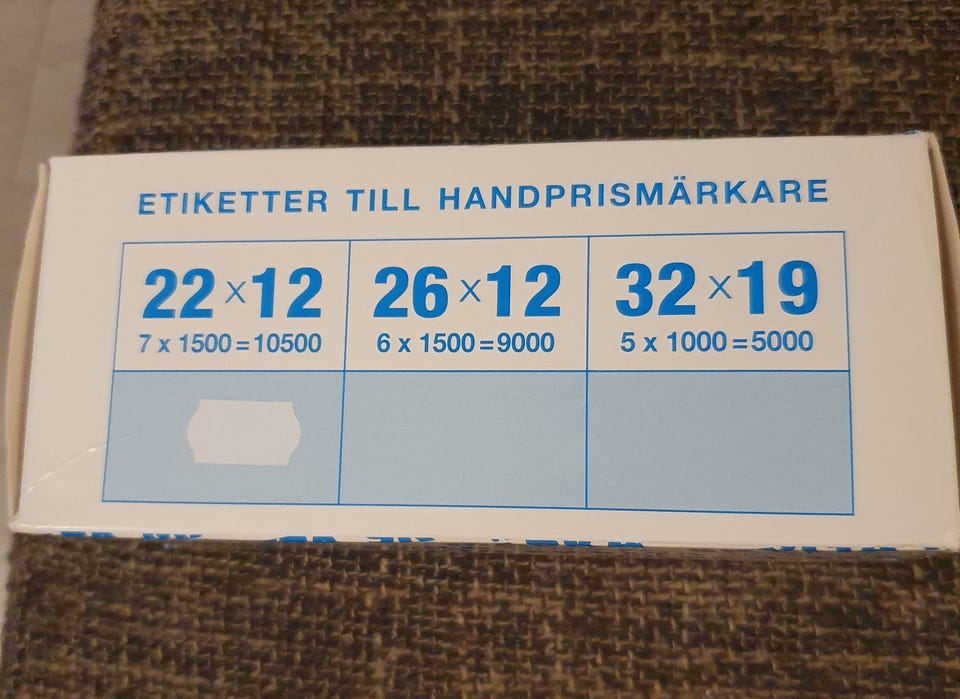 ETIKETTER TILL HANDPRISMÄRKARE
22 x 12
7 x 1500 = 10500
26 x 12
6 x 1500 = 9000
32 x 19
5 x 1000 = 5000